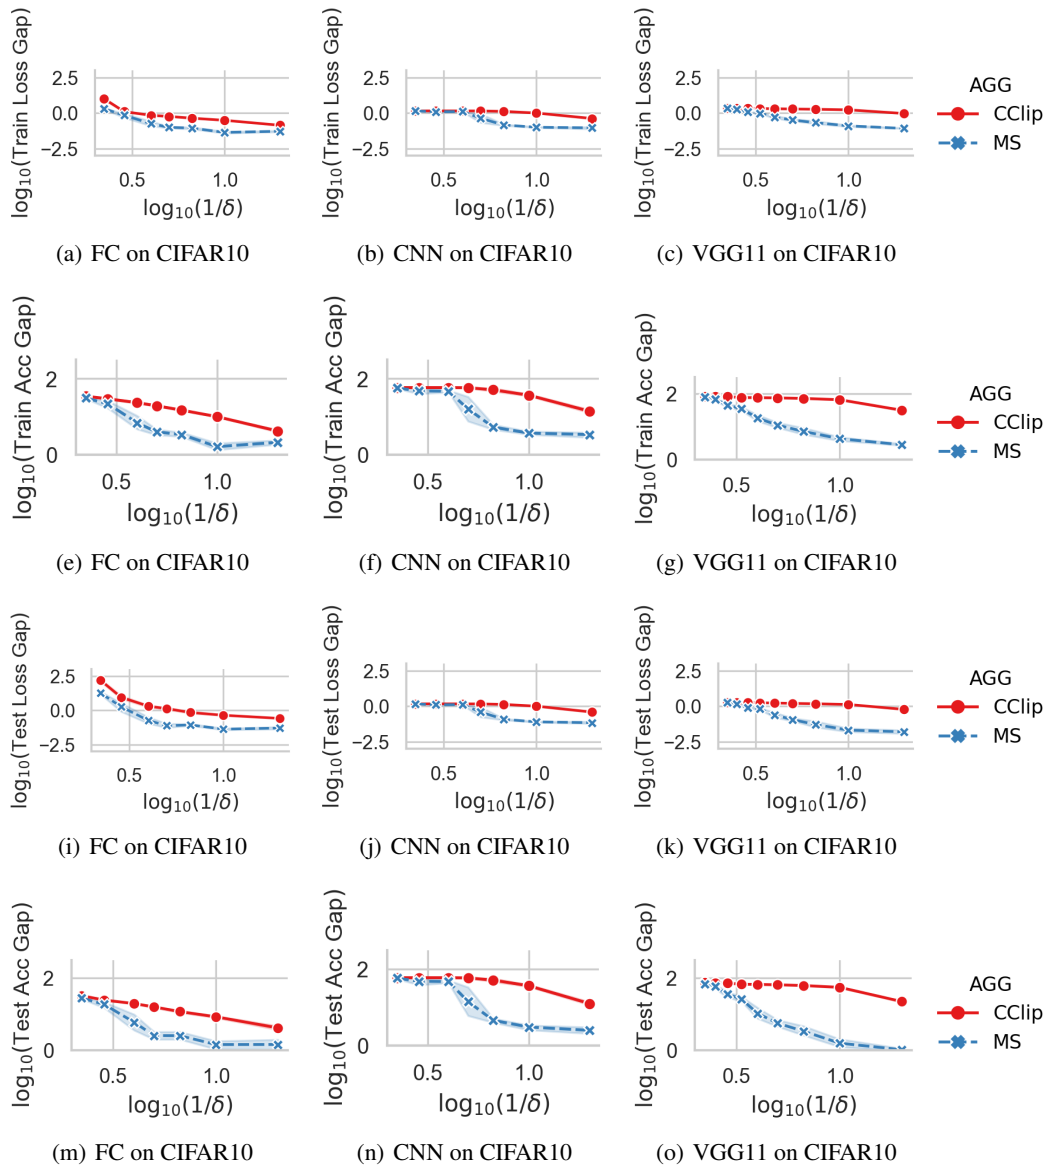 log10(Train Loss Gap)
2.5
0.0
−2.5
0.5 1.0
log10(1/δ)
(a) FC on CIFAR10
2.5
0.0
−2.5
log10(Train Loss Gap)
0.5 1.0
log10(1/δ)
(b) CNN on CIFAR10
log10(Train Loss Gap)
2.5
0.0
−2.5
0.5 1.0
log10(1/δ)
(c) VGG11 on CIFAR10
AGG
CClip
MS
log10(Train Acc Gap)
2
0
0.5 1.0
log10(1/δ)
(e) FC on CIFAR10
log10(Train Acc Gap)
2
0
0.5 1.0
log10(1/δ)
(f) CNN on CIFAR10
log10(Train Acc Gap)
2
0
0.5 1.0
log10(1/δ)
(g) VGG11 on CIFAR10
AGG
CClip
MS
log10(Test Loss Gap)
2.5
0.0
−2.5
0.5 1.0
log10(1/δ)
(i) FC on CIFAR10
log10(Test Loss Gap)
2.5
0.0
−2.5
0.5 1.0
log10(1/δ)
(j) CNN on CIFAR10
log10(Test Loss Gap)
2.5
0.0
−2.5
0.5 1.0
log10(1/δ)
(k) VGG11 on CIFAR10
AGG
CClip
MS
log10(Test Acc Gap)
2
0
0.5 1.0
log10(1/δ)
(m) FC on CIFAR10
log10(Test Acc Gap)
2
0
0.5 1.0
log10(1/δ)
(n) CNN on CIFAR10
log10(Test Acc Gap)
2
0
0.5 1.0
log10(1/δ)
(o) VGG11 on CIFAR10
AGG
CClip
MS